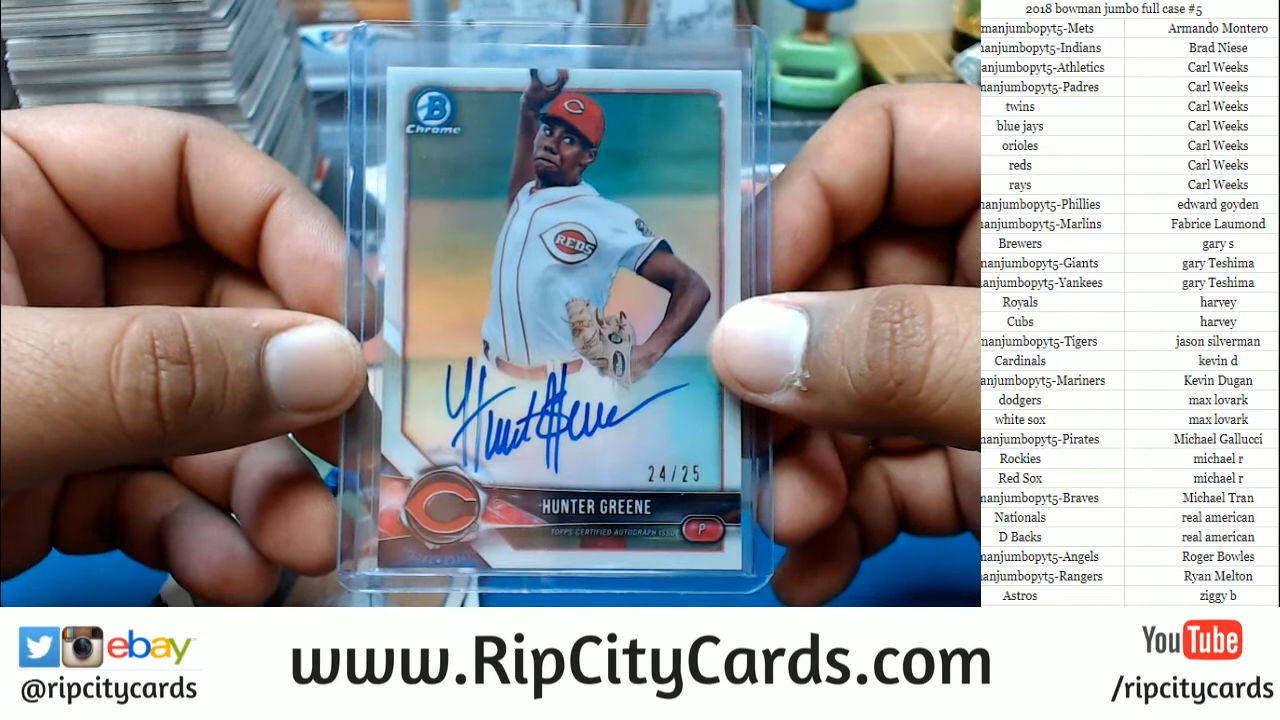 2018 bowman jumbo full case #5
manjumbopyt5-Mets Armando Montero
manjumbopyt5-Indians Brad Niese
anjumbopyt5-Athletics Carl Weeks
manjumbopyt5-Padres Carl Weeks
twins Carl Weeks
blue jays Carl Weeks
orioles Carl Weeks
reds Carl Weeks
rays Carl Weeks
manjumbopyt5-Phillies edward goyden
manjumbopyt5-Marlins Fabrice Laumond
Brewers gary s
manjumbopyt5-Giants gary Teshima
manjumbopyt5-Yankees gary Teshima
Royals harvey
Cubs harvey
manjumbopyt5-Tigers jason silverman
Cardinals kevin d
anjumbopyt5-Mariners Kevin Dugan
dodgers max lovark
white sox max lovark
manjumbopyt5-Pirates Michael Gallucci
Rockies michael r
Red Sox michael r
manjumbopyt5-Braves Michael Tran
Nationals real american
D Backs real american
manjumbopyt5-Angels Roger Bowles
anjumbopyt5-Rangers Ryan Melton
Astros ziggy b
B
Chrome
C
REDS
Hunter Greene
24/25
HUNTER GREENE
TOPPS CERTIFIED AUTOGRAPH ISSUE
P
ebay
@ripcitycards
www.RipCityCards.com
YouTube
/ripcitycards